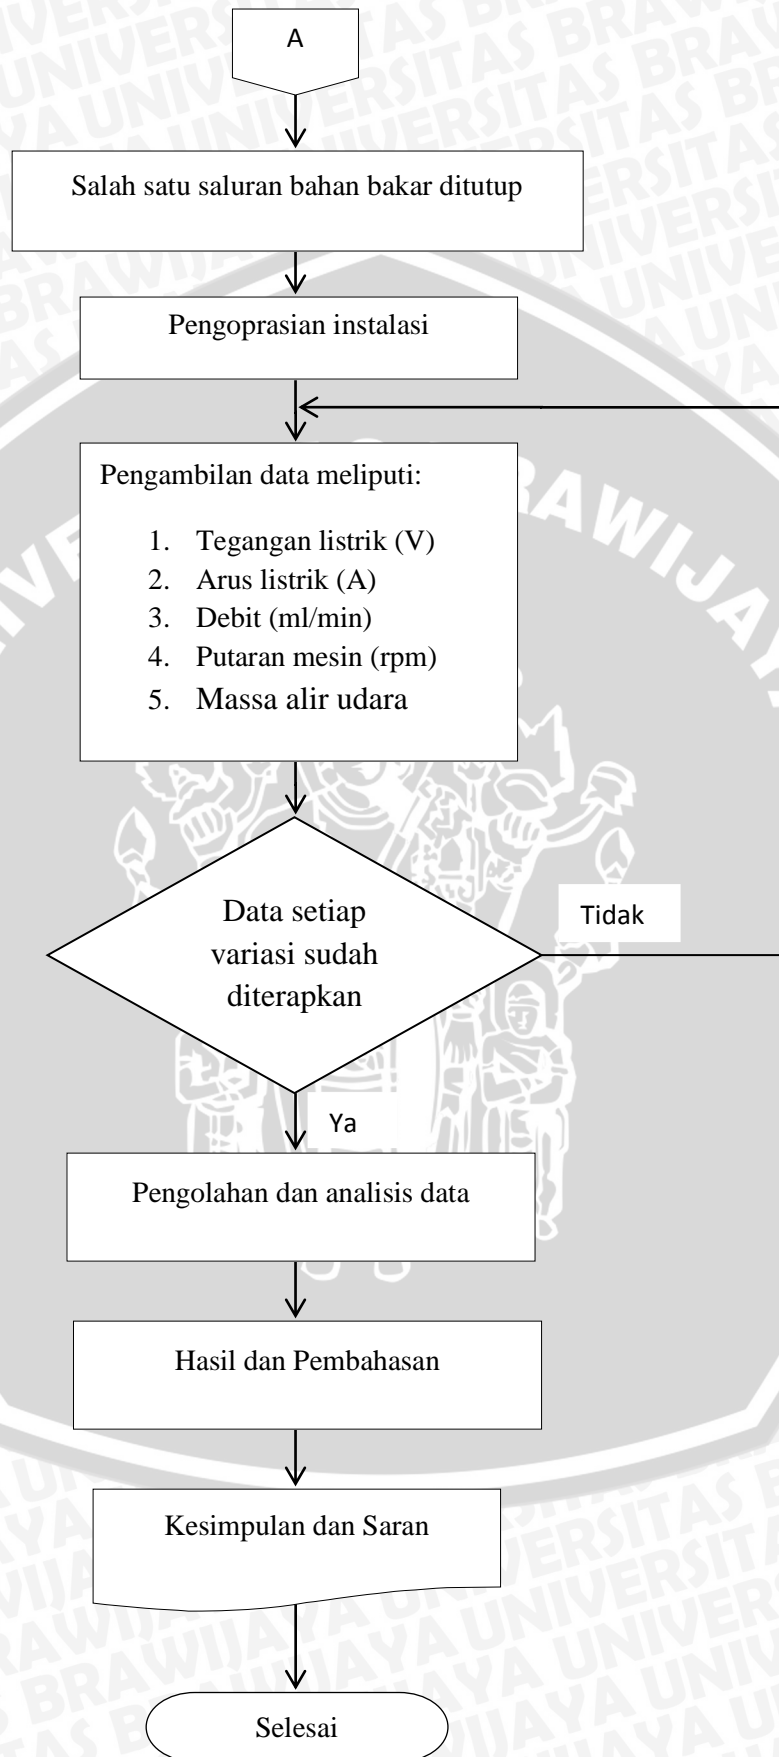 A
Salah satu saluran bahan bakar ditutup
Pengoprasian instalasi
Pengambilan data meliputi:
1. Tegangan listrik (V)
2. Arus listrik (A)
3. Debit (ml/min)
4. Putaran mesin (rpm)
5. Massa alir udara
Data setiap
variasi sudah
diterapkan
Tidak
Ya
Pengolahan dan analisis data
Hasil dan Pembahasan
Kesimpulan dan Saran
Selesai